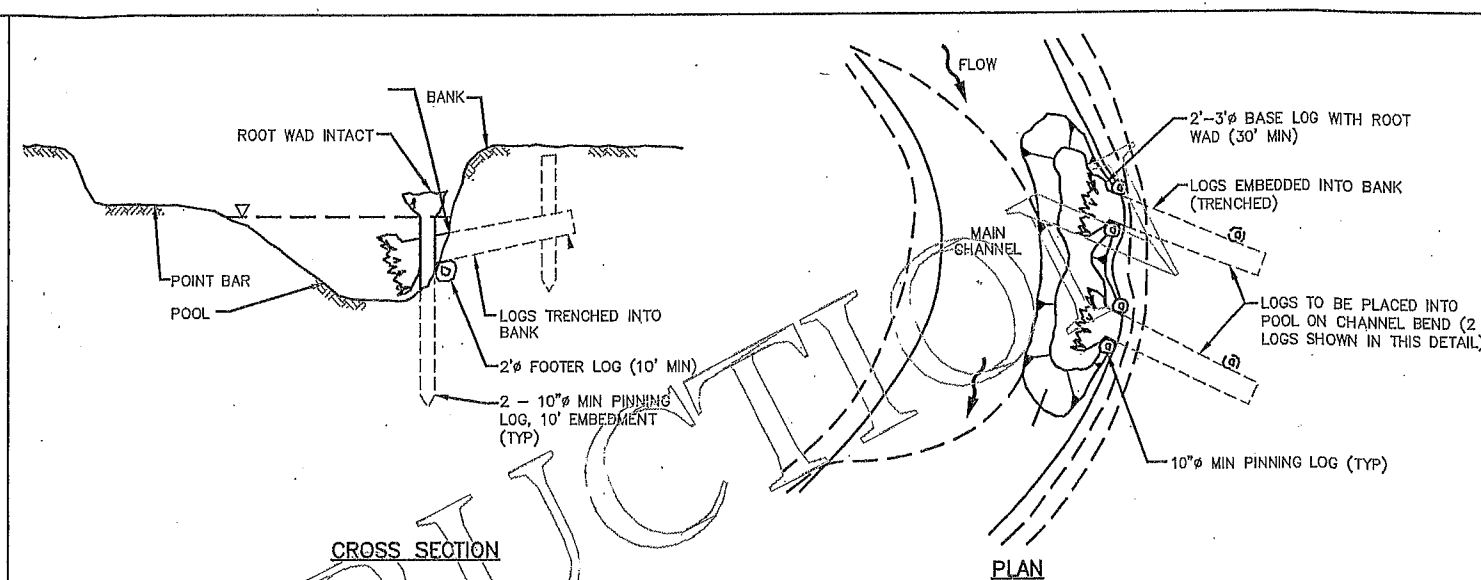 BANK
ROOT WAD INTACT
POINT BAR
POOL
LOGS TRENCHED INTO
BANK
2'ø FOOTER LOG (10' MIN)
2 - 10"ø MIN PINNING
LOG, 10' EMBEDMENT
(TYP)
CROSS SECTION
FLOW
MAIN
CHANNEL
2'-3'ø BASE LOG WITH ROOT
WAD (30' MIN)
LOGS EMBEDDED INTO BANK
(TRENCHED)
LOGS TO BE PLACED INTO
POOL ON CHANNEL BEND (2
LOGS SHOWN IN THIS DETAIL)
10"ø MIN PINNING LOG (TYP)
PLAN
UCTIO